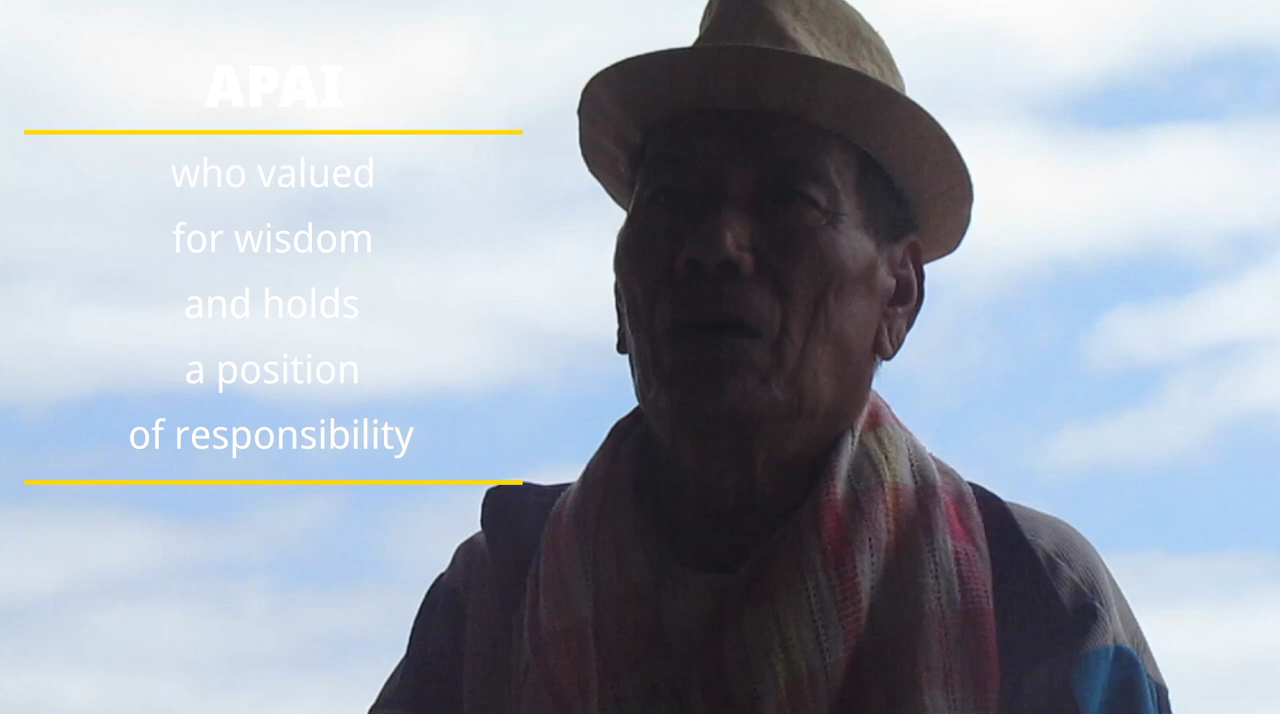 APAI
who valued
for wisdom
and holds
a position
of responsibility